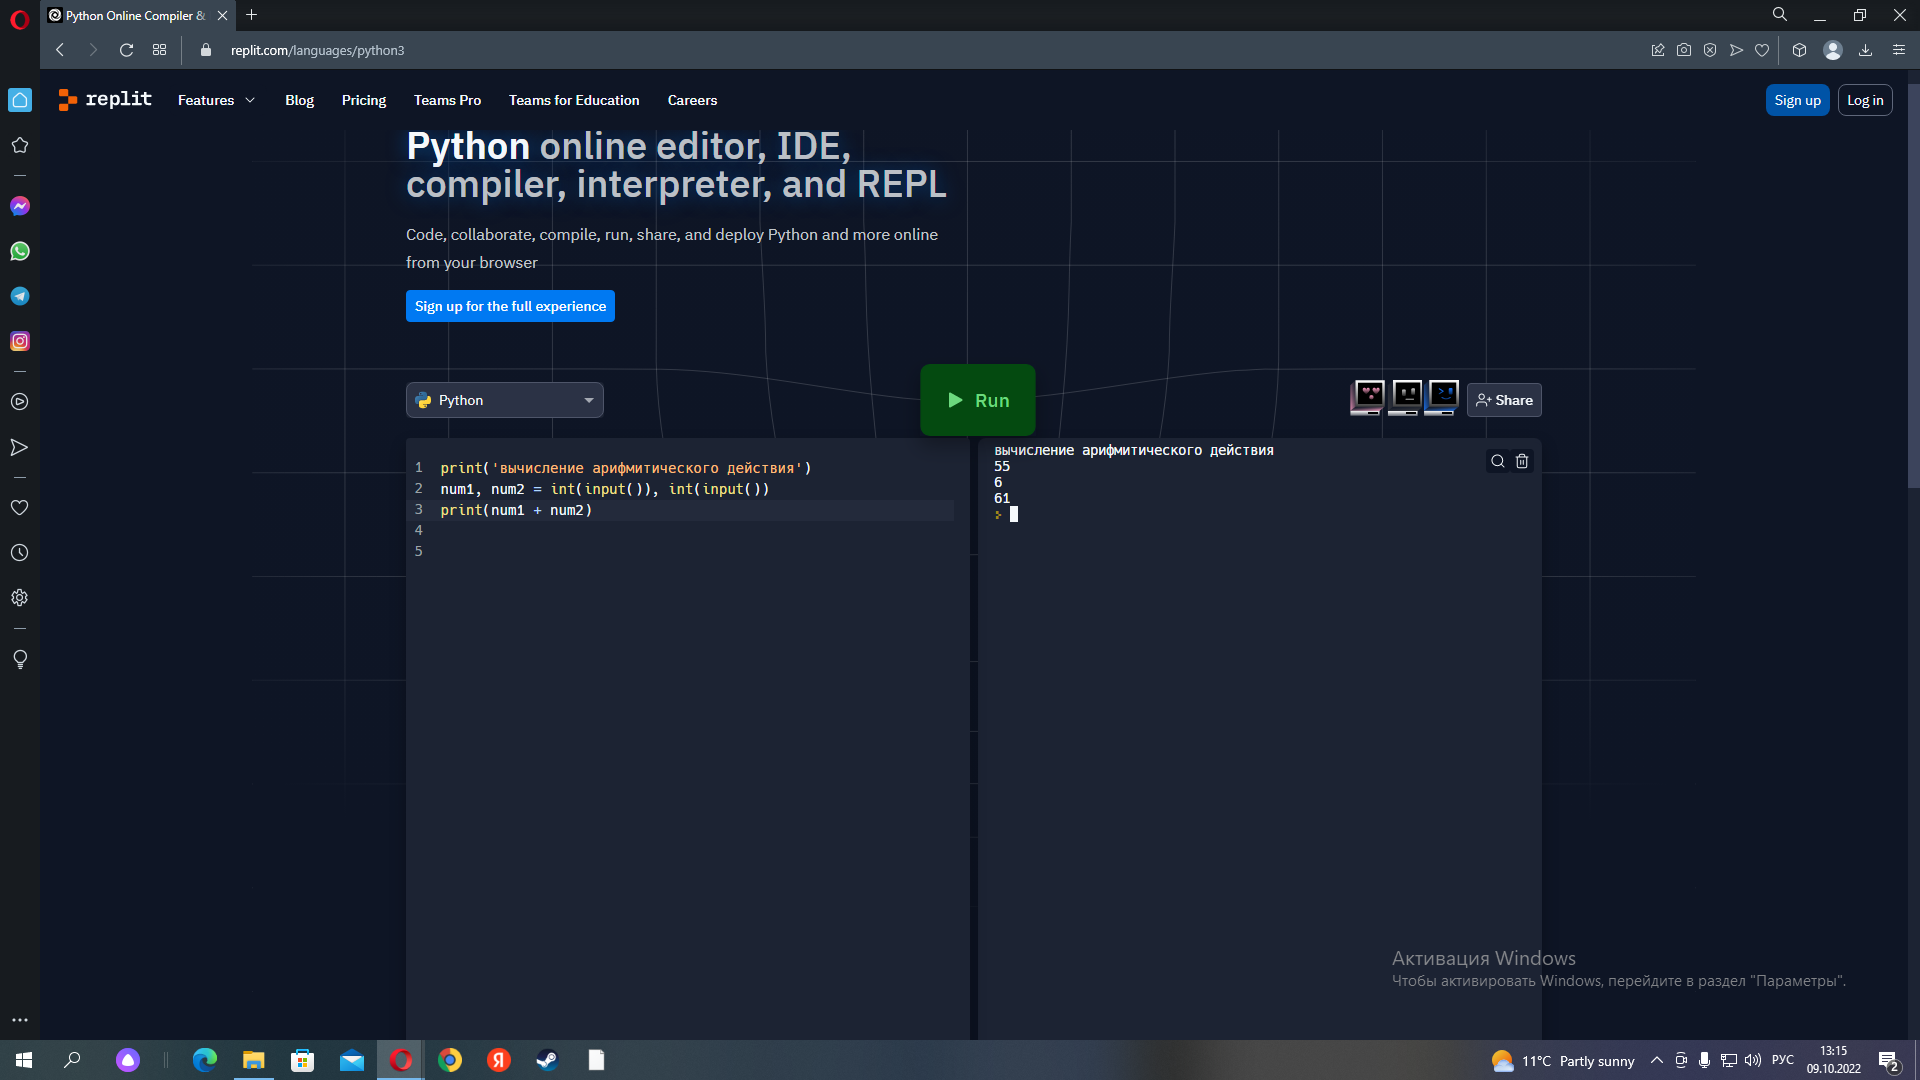 Python Online Compiler &
replit.com/languages/python3
replit
Features
Blog
Pricing
Teams Pro
Teams for Education
Careers
Sign up
Log in
Python online editor, IDE,
compiler, interpreter, and REPL
Code, collaborate, compile, run, share, and deploy Python and more online
from your browser
Sign up for the full experience
Python
Run
Share
1 print('вычисление арифмитического действия')
2 num1, num2 = int(input()), int(input())
3 print(num1 + num2)
4
5
вычисление арифмитического действия
55
6
61
Активация Windows
Чтобы активировать Windows, перейдите в раздел "Параметры".
Я
11°C Partly sunny
РУС
13:15
09.10.2022
2